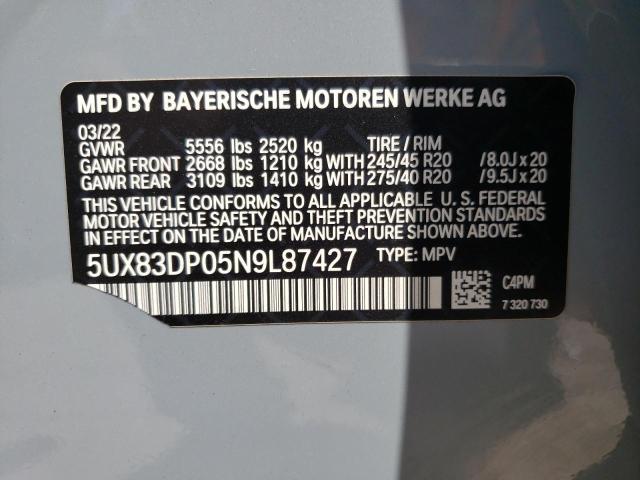 MFD BY BAYERISCHE MOTOREN WERKE AG
03/22
GVWR 5556 lbs 2520 kg TIRE / RIM
GAWR FRONT 2668 lbs 1210 kg WITH 245/45 R20 /8.0J x 20
GAWR REAR 3109 lbs 1410 kg WITH 275/40 R20 /9.5J x 20
THIS VEHICLE CONFORMS TO ALL APPLICABLE U.S. FEDERAL
MOTOR VEHICLE SAFETY AND THEFT PREVENTION STANDARDS
IN EFFECT ON THE DATE OF MANUFACTURE SHOWN ABOVE.
5UX83DP05N9L87427 TYPE: MPV
C4PM
7 320 730